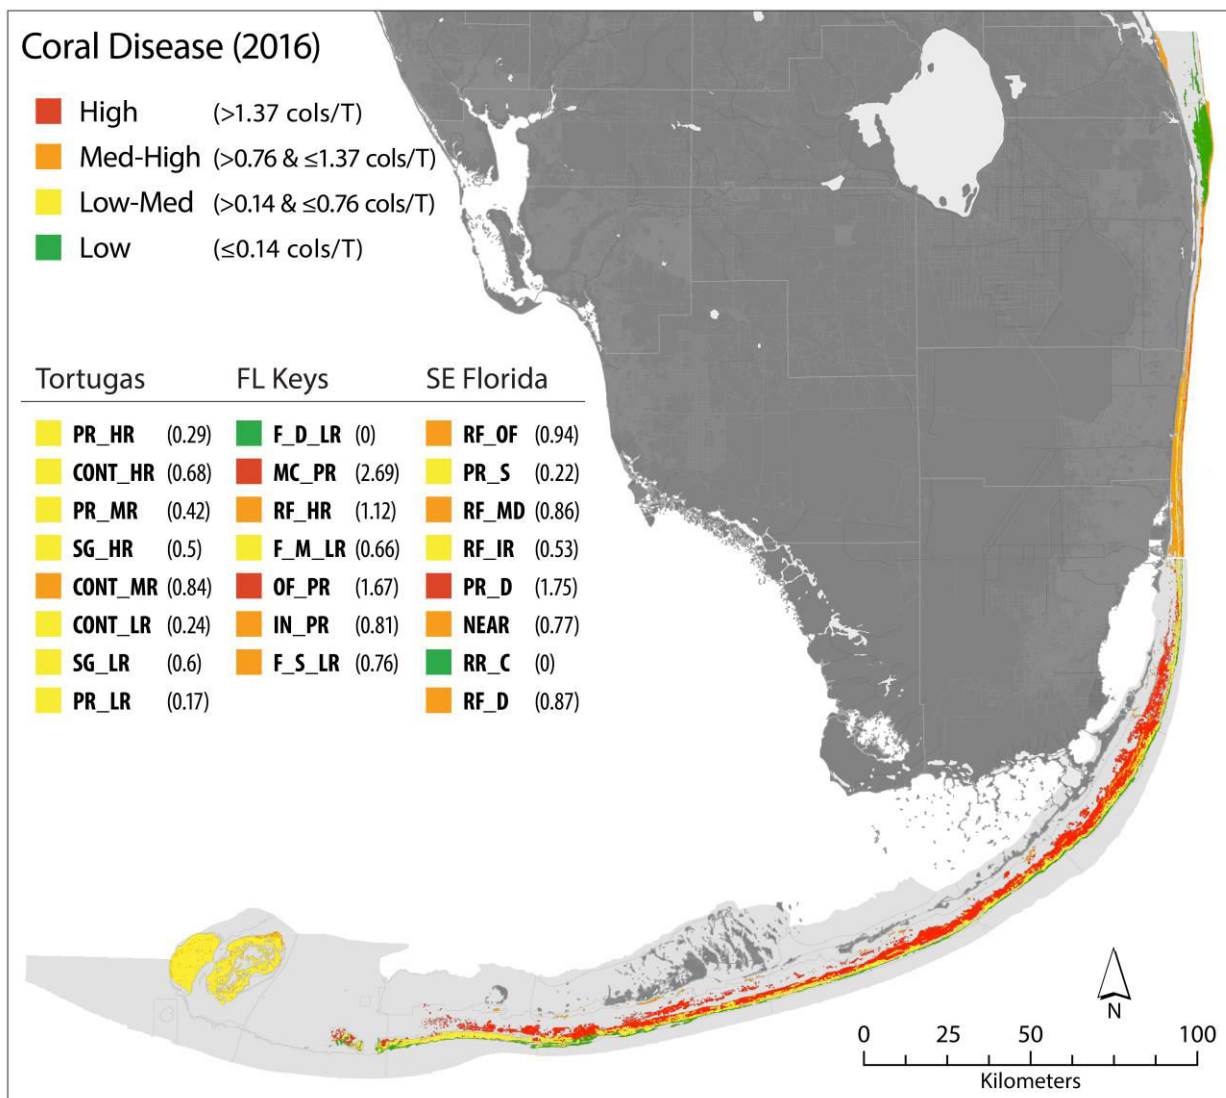 Coral Disease (2016)
High (>1.37 cols/T)
Med-High (>0.76 & ≤1.37 cols/T)
Low-Med (>0.14 & ≤0.76 cols/T)
Low (≤0.14 cols/T)
Tortugas FL Keys SE Florida
PR_HR (0.29) F_D_LR (0) RF_OF (0.94)
CONT_HR (0.68) MC_PR (2.69) PR_S (0.22)
PR_MR (0.42) RF_HR (1.12) RF_MD (0.86)
SG_HR (0.5) F_M_LR (0.66) RF_IR (0.53)
CONT_MR (0.84) OF_PR (1.67) PR_D (1.75)
CONT_LR (0.24) IN_PR (0.81) NEAR (0.77)
SG_LR (0.6) F_S_LR (0.76) RR_C (0)
PR_LR (0.17) RF_D (0.87)
N
0 25 50 100
Kilometers